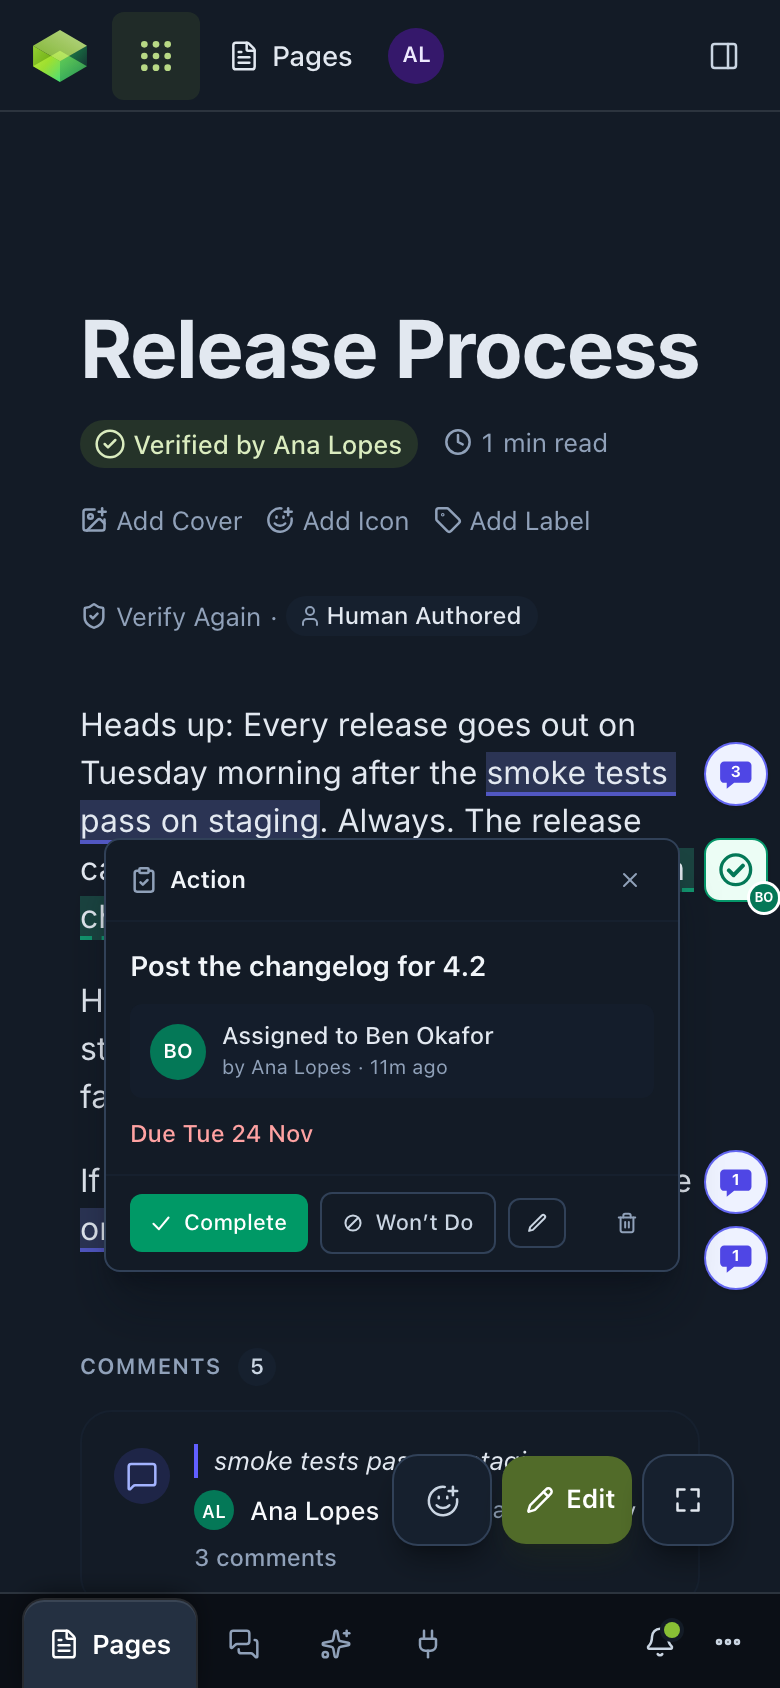 Pages
AL
Release Process
Verified by Ana Lopes
1 min read
Add Cover
Add Icon
Add Label
Verify Again ·
Human Authored
Heads up: Every release goes out on
Tuesday morning after the smoke tests
3
pass on staging. Always. The release
BO
Action
Post the changelog for 4.2
BO
Assigned to Ben Okafor
by Ana Lopes · 11m ago
Due Tue 24 Nov
If
1
Complete
Won't Do
1
COMMENTS 5
smoke tests
AL
Ana Lopes
Edit
3 comments
Pages